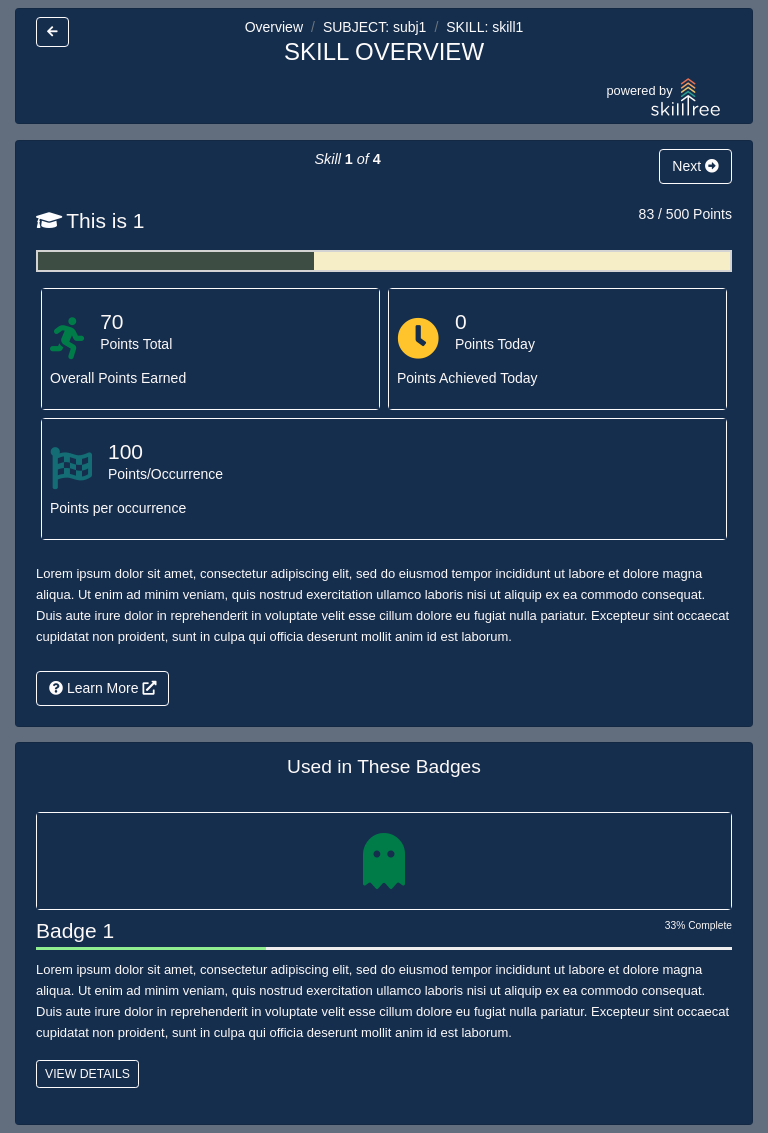 Overview / SUBJECT: subj1 / SKILL: skill1
SKILL OVERVIEW
powered by
skilltree
Skill 1 of 4
Next
This is 1
83 / 500 Points
70
Points Total
Overall Points Earned
0
Points Today
Points Achieved Today
100
Points/Occurrence
Points per occurrence
Lorem ipsum dolor sit amet, consectetur adipiscing elit, sed do eiusmod tempor incididunt ut labore et dolore magna
aliqua. Ut enim ad minim veniam, quis nostrud exercitation ullamco laboris nisi ut aliquip ex ea commodo consequat.
Duis aute irure dolor in reprehenderit in voluptate velit esse cillum dolore eu fugiat nulla pariatur. Excepteur sint occaecat
cupidatat non proident, sunt in culpa qui officia deserunt mollit anim id est laborum.
Learn More
Used in These Badges
Badge 1
33% Complete
Lorem ipsum dolor sit amet, consectetur adipiscing elit, sed do eiusmod tempor incididunt ut labore et dolore magna
aliqua. Ut enim ad minim veniam, quis nostrud exercitation ullamco laboris nisi ut aliquip ex ea commodo consequat.
Duis aute irure dolor in reprehenderit in voluptate velit esse cillum dolore eu fugiat nulla pariatur. Excepteur sint occaecat
cupidatat non proident, sunt in culpa qui officia deserunt mollit anim id est laborum.
VIEW DETAILS